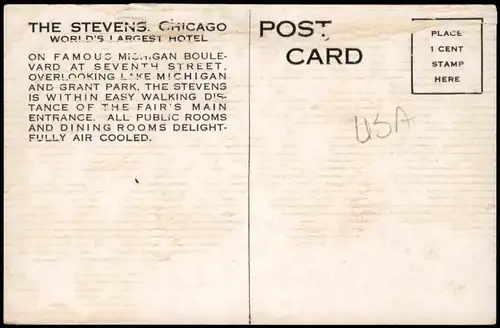 THE STEVENS, CHICAGO
WORLD'S LARGEST HOTEL
ON FAMOUS MICHIGAN BOULE-
VARD AT SEVENTH STREET,
OVERLOOKING LAKE MICHIGAN
AND GRANT PARK, THE STEVENS
IS WITHIN EASY WALKING DIS-
TANCE OF THE FAIR'S MAIN
ENTRANCE. ALL PUBLIC ROOMS
AND DINING ROOMS DELIGHT-
FULLY AIR COOLED.
POST
CARD
PLACE
1 CENT
STAMP
HERE
USA